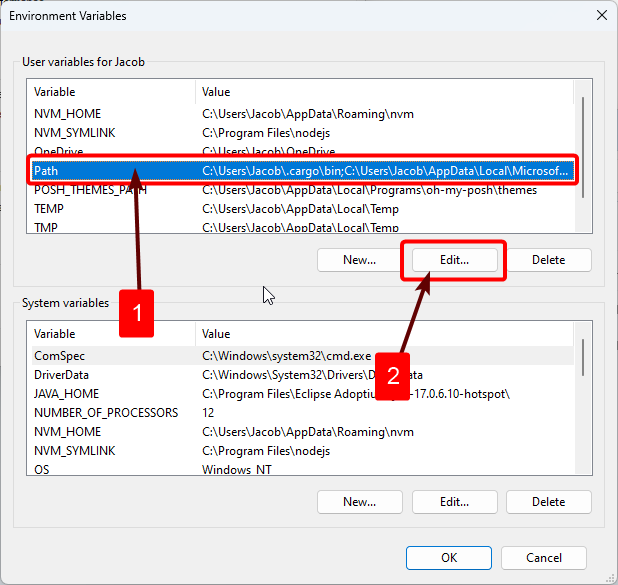 Environment Variables
User variables for Jacob
Variable Value
NVM_HOME C:\Users\Jacob\AppData\Roaming\nvm
NVM_SYMLINK C:\Program Files\nodejs
OneDrive C:\Users\Jacob\OneDrive
Path C:\Users\Jacob\.cargo\bin;C:\Users\Jacob\AppData\Local\Microsof...
POSH_THEMES_PATH C:\Users\Jacob\AppData\Local\Programs\oh-my-posh\themes
TEMP C:\Users\Jacob\AppData\Local\Temp
TMP C:\Users\Jacob\AppData\Local\Temp
New... Edit... Delete
1
System variables
Variable Value
ComSpec C:\Windows\system32\cmd.exe
2
DriverData C:\Windows\System32\Drivers\D Data
JAVA_HOME C:\Program Files\Eclipse Adoptiu -17.0.6.10-hotspot\
NUMBER_OF_PROCESSORS 12
NVM_HOME C:\Users\Jacob\AppData\Roaming\nvm
NVM_SYMLINK C:\Program Files\nodejs
OS Windows_NT
New... Edit... Delete
OK Cancel